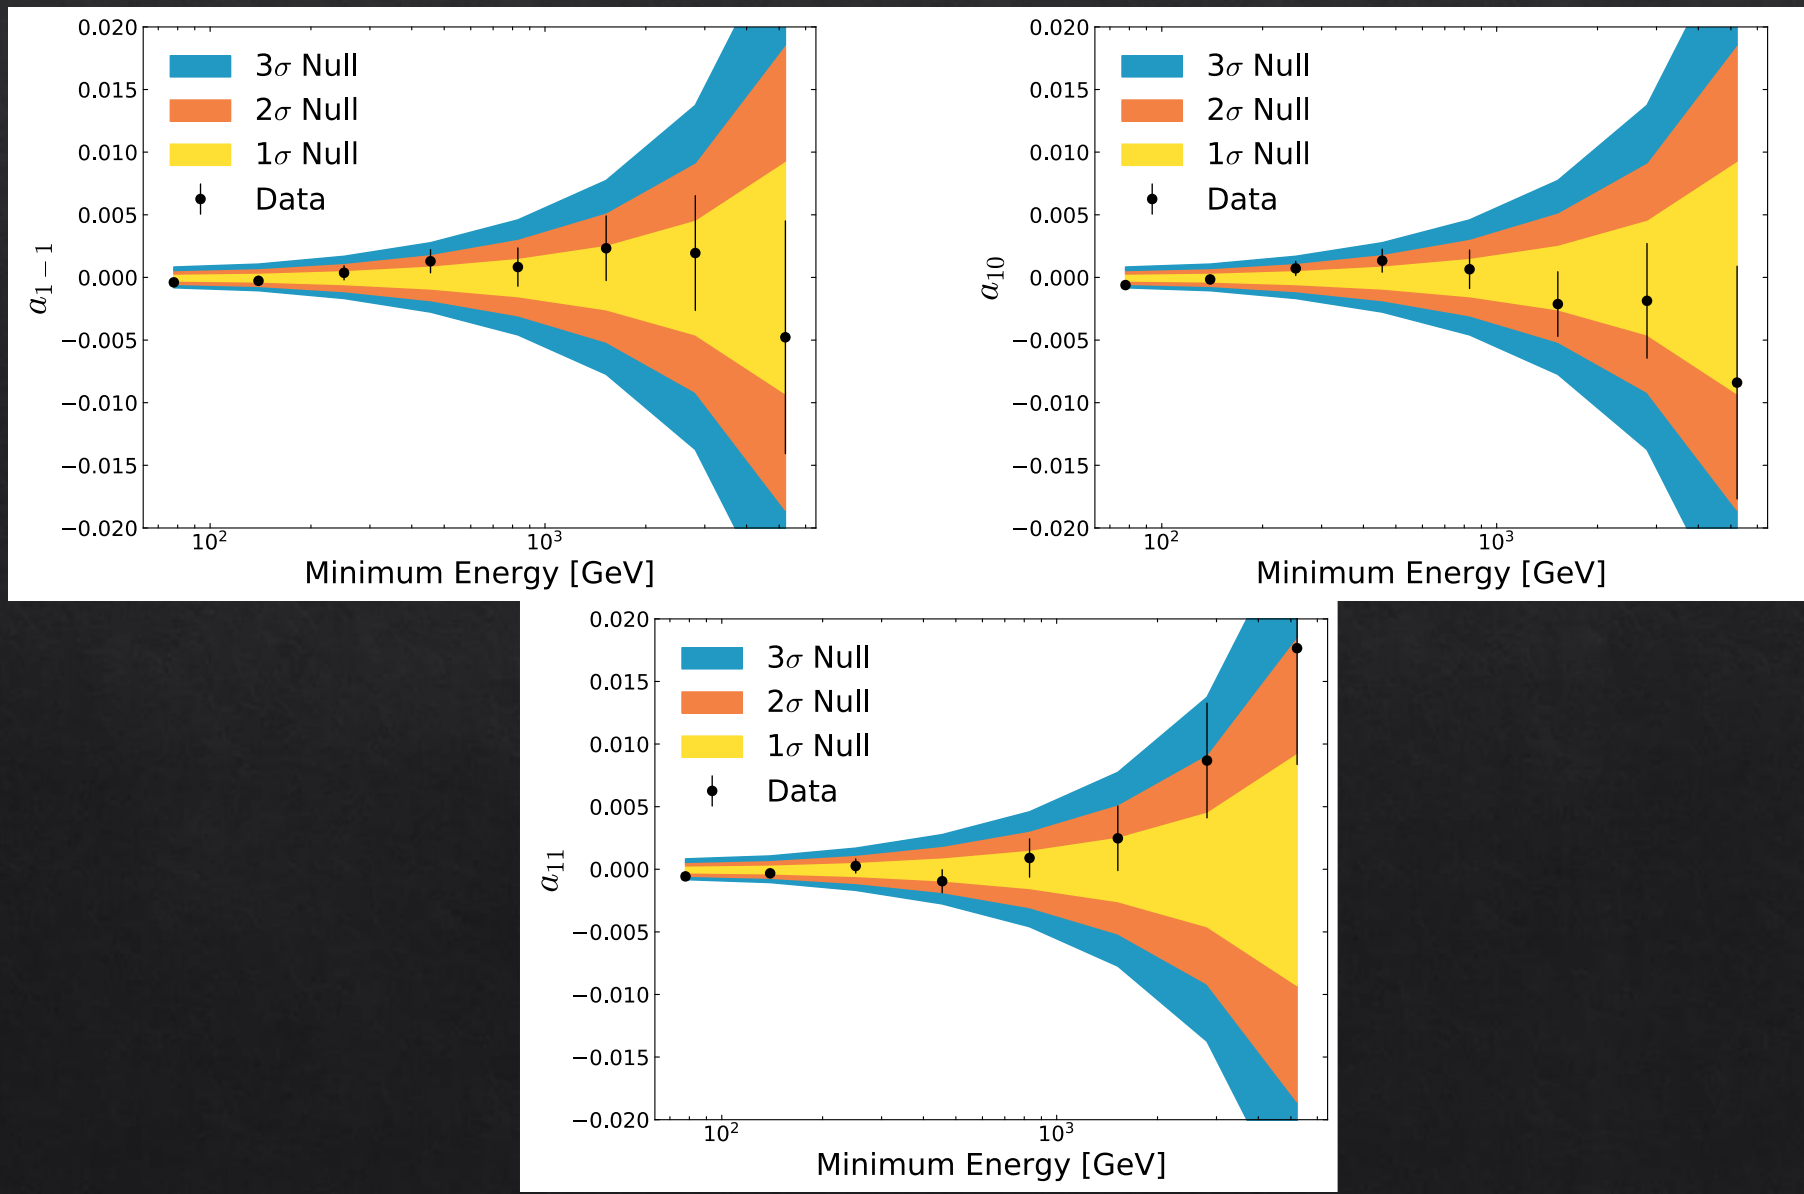 0.020
0.015
0.010
0.005
0.000
−0.005
−0.010
−0.015
−0.020
a₁₋₁
3σ Null
2σ Null
1σ Null
Data
10²
10³
Minimum Energy [GeV]
0.020
0.015
0.010
0.005
0.000
−0.005
−0.010
−0.015
−0.020
a₁₀
3σ Null
2σ Null
1σ Null
Data
10²
10³
Minimum Energy [GeV]
0.020
0.015
0.010
0.005
0.000
−0.005
−0.010
−0.015
−0.020
a₁₁
3σ Null
2σ Null
1σ Null
Data
10²
10³
Minimum Energy [GeV]